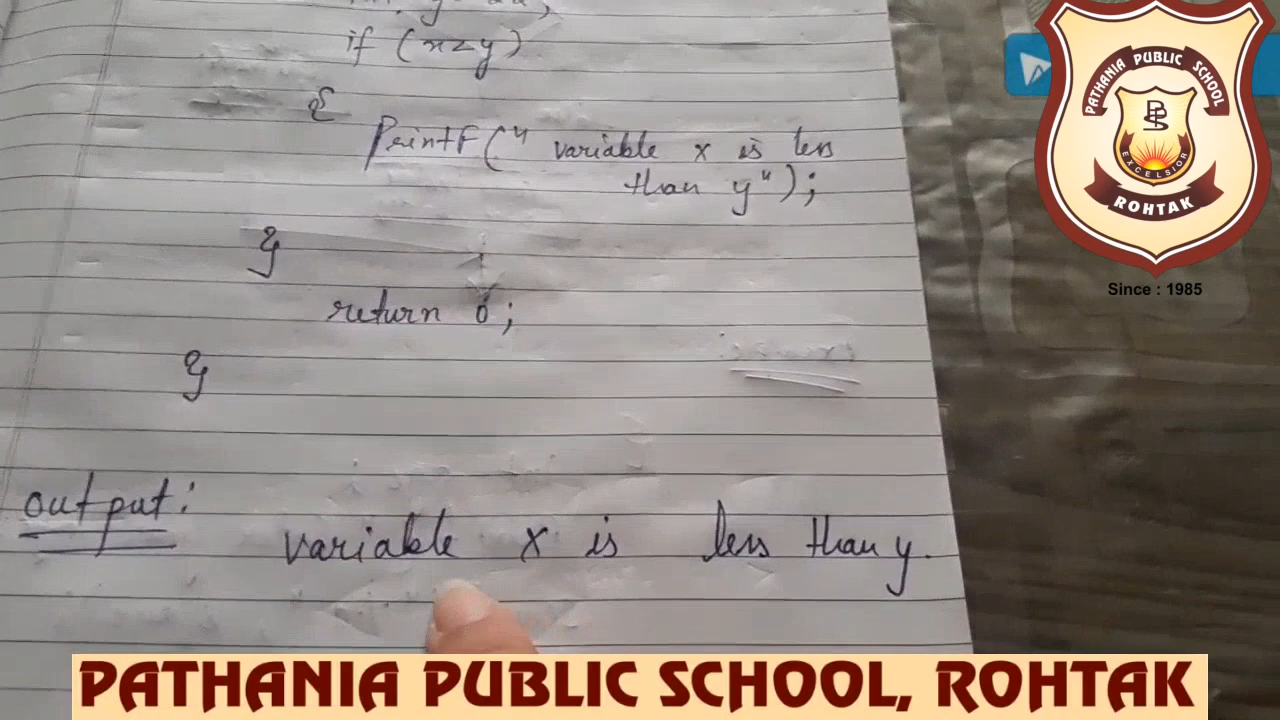 if (x<y)
{
PrintF(" variable x is less
than y");
}
return 0;
}
output:
variable x is less than y.
PATHANIA PUBLIC SCHOOL
PPS
EXCELSIOR
ROHTAK
Since : 1985
PATHANIA PUBLIC SCHOOL, ROHTAK